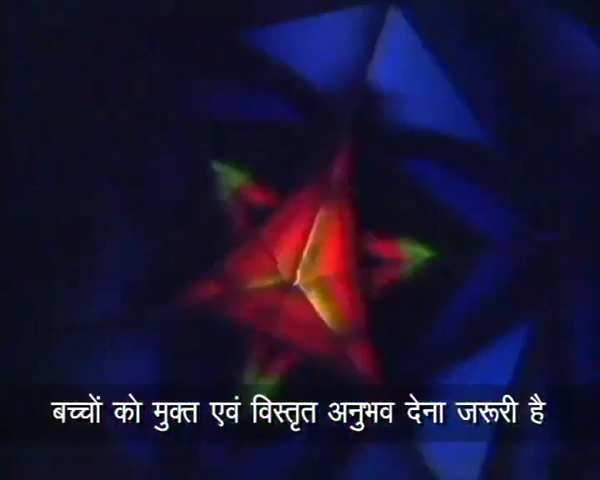 बच्चों को मुक्त एवं विस्तृत अनुभव देना जरूरी है